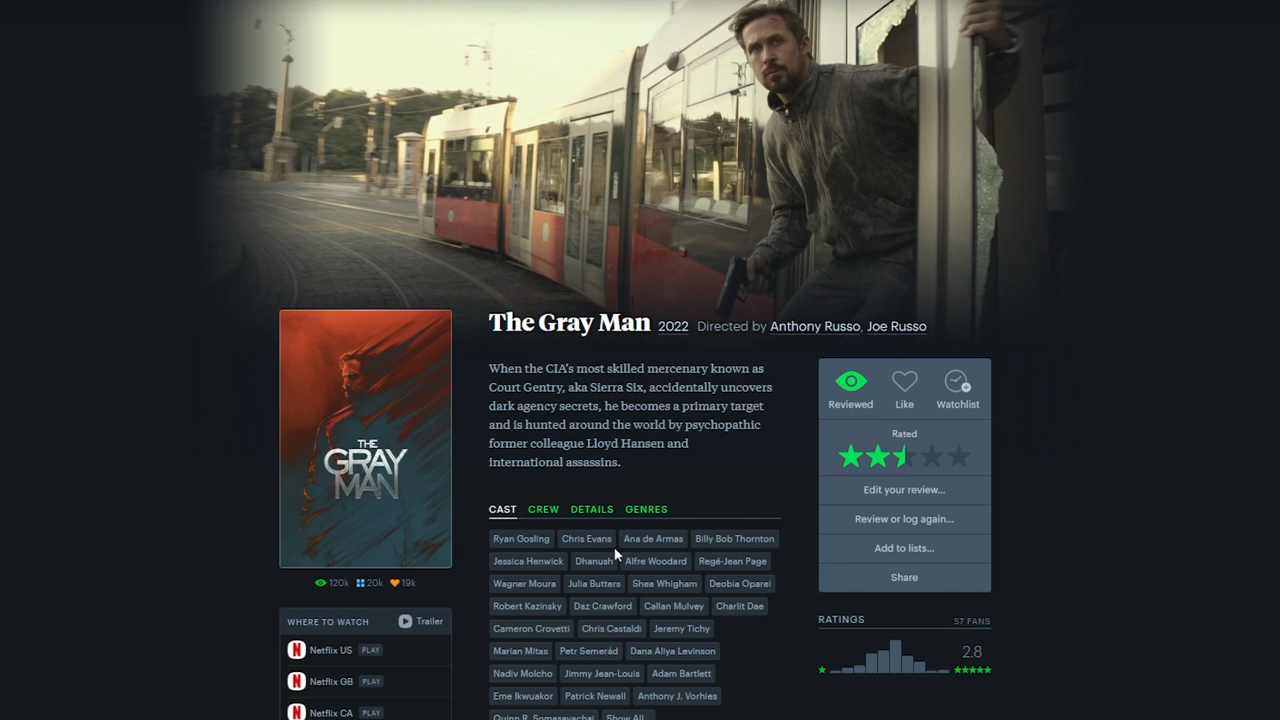 The Gray Man 2022 Directed by Anthony Russo, Joe Russo
THE
GRAY
MAN
120k 20k 19k
WHERE TO WATCH Trailer
Netflix US PLAY
Netflix GB PLAY
Netflix CA PLAY
When the CIA's most skilled mercenary known as
Court Gentry, aka Sierra Six, accidentally uncovers
dark agency secrets, he becomes a primary target
and is hunted around the world by psychopathic
former colleague Lloyd Hansen and
international assassins.
CAST CREW DETAILS GENRES
Ryan Gosling Chris Evans Ana de Armas Billy Bob Thornton
Jessica Henwick Dhanush Alfre Woodard Regé-Jean Page
Wagner Moura Julia Butters Shea Whigham Deobia Oparei
Robert Kazinsky Daz Crawford Callan Mulvey Charlit Dae
Cameron Crovetti Chris Castaldi Jeremy Tichy
Marian Mitas Petr Semerád Dana Aliya Levinson
Nadiv Molcho Jimmy Jean-Louis Adam Bartlett
Eme Ikwuakor Patrick Newall Anthony J. Vorhies
Quinn R. Somasavachai Show All...
Reviewed Like Watchlist
Rated
Edit your review...
Review or log again...
Add to lists...
Share
RATINGS 57 FANS
2.8